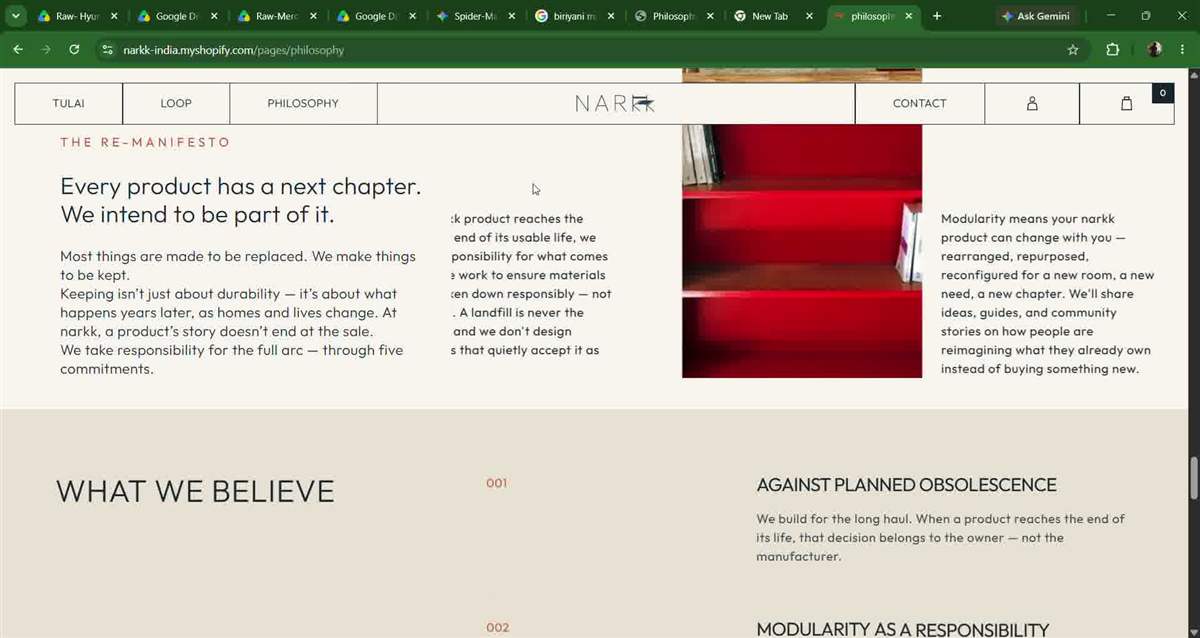 Raw- Hyun
Google Dr
Raw-Merc
Google Dr
Spider-Ma
biriyani m
Philosoph
New Tab
philosoph
Ask Gemini
narkk-india.myshopify.com/pages/philosophy
TULAI
LOOP
PHILOSOPHY
NARKK
CONTACT
0
THE RE–MANIFESTO
Every product has a next chapter.
We intend to be part of it.
Most things are made to be replaced. We make things
to be kept.
Keeping isn't just about durability — it's about what
happens years later, as homes and lives change. At
narkk, a product's story doesn't end at the sale.
We take responsibility for the full arc — through five
commitments.
k product reaches the
end of its usable life, we
ponsibility for what comes
e work to ensure materials
ken down responsibly — not
. A landfill is never the
and we don't design
s that quietly accept it as
Modularity means your narkk
product can change with you —
rearranged, repurposed,
reconfigured for a new room, a new
need, a new chapter. We'll share
ideas, guides, and community
stories on how people are
reimagining what they already own
instead of buying something new.
WHAT WE BELIEVE
001
AGAINST PLANNED OBSOLESCENCE
We build for the long haul. When a product reaches the end of
its life, that decision belongs to the owner — not the
manufacturer.
002
MODULARITY AS A RESPONSIBILITY